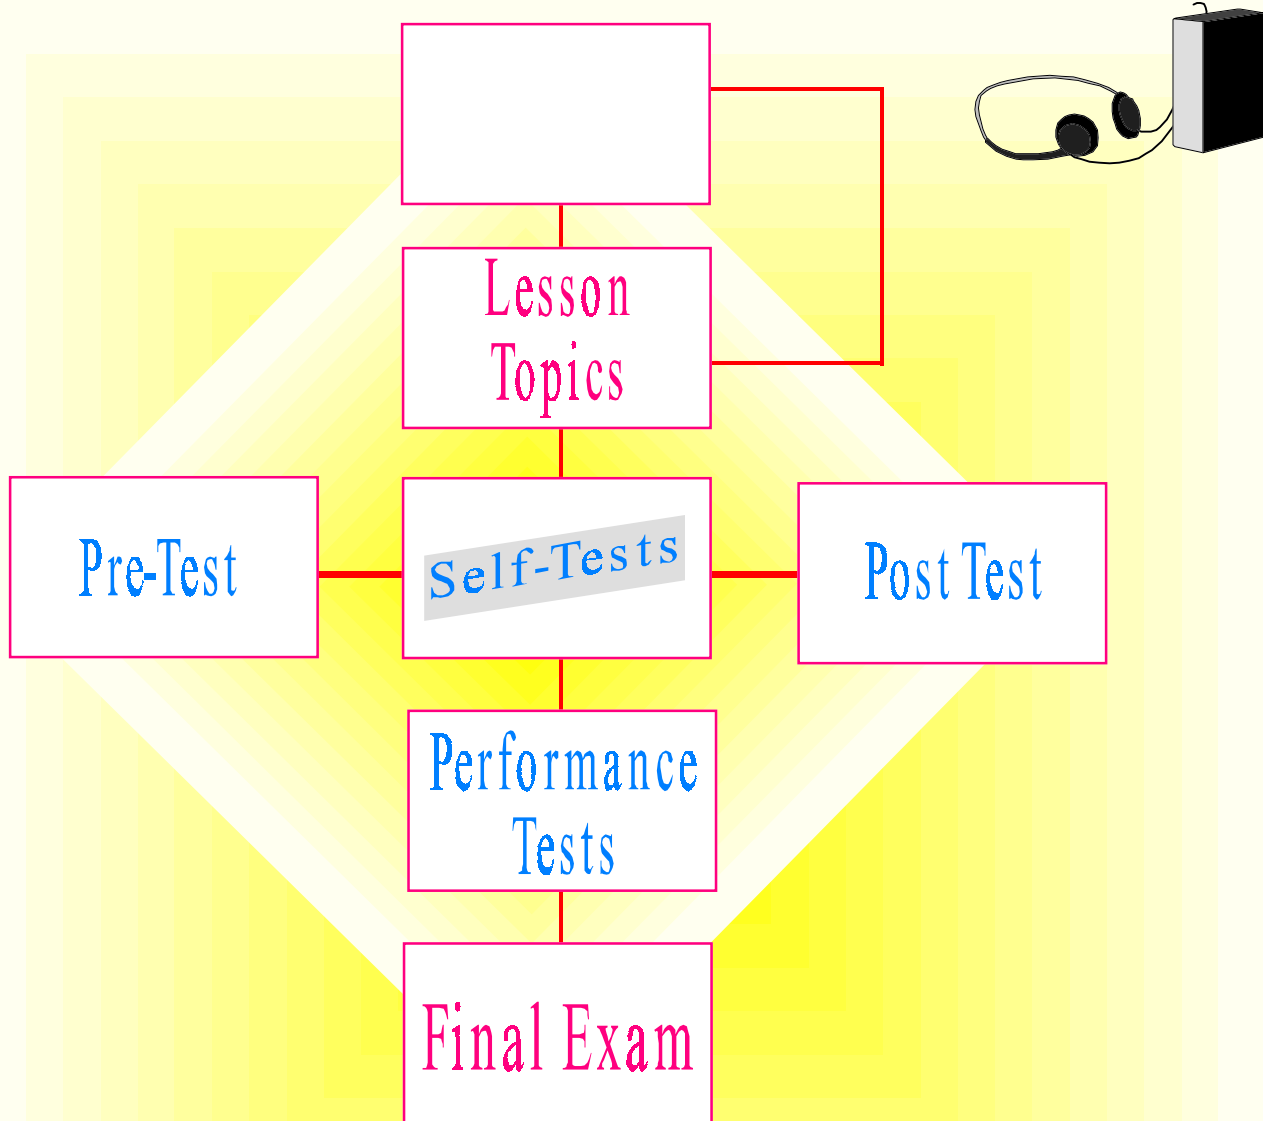 Lesson
Topics
Pre-Test
Self-Tests
Post Test
Performance
Tests
Final Exam